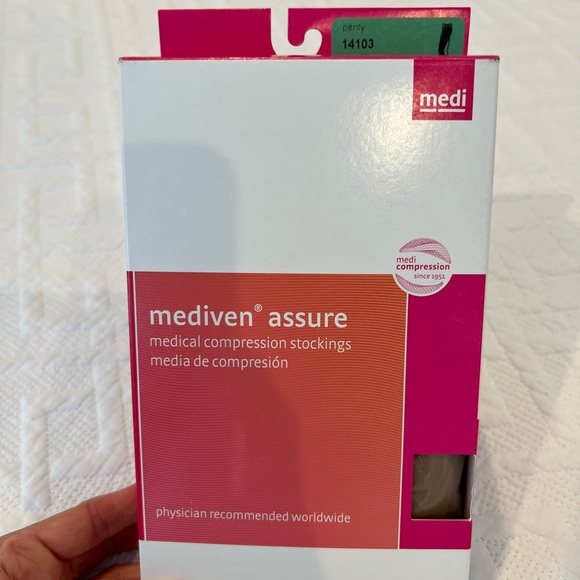 panty
14103
medi
medi
compression
since 1951
mediven® assure
medical compression stockings
media de compresión
physician recommended worldwide